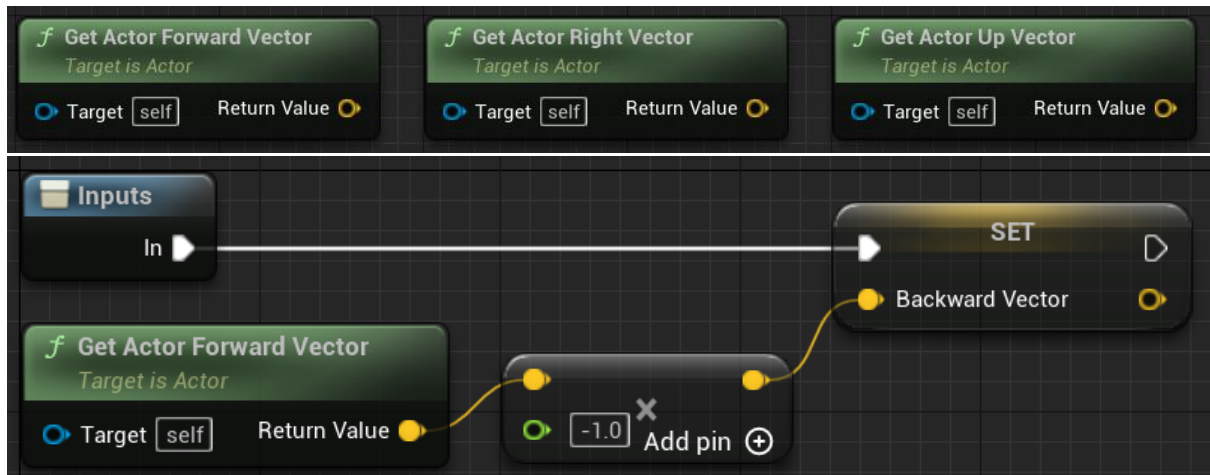 f Get Actor Forward Vector
Target is Actor
Target self Return Value
f Get Actor Right Vector
Target is Actor
Target self Return Value
f Get Actor Up Vector
Target is Actor
Target self Return Value
Inputs
In
SET
Backward Vector
f Get Actor Forward Vector
Target is Actor
Target self Return Value
-1.0
Add pin